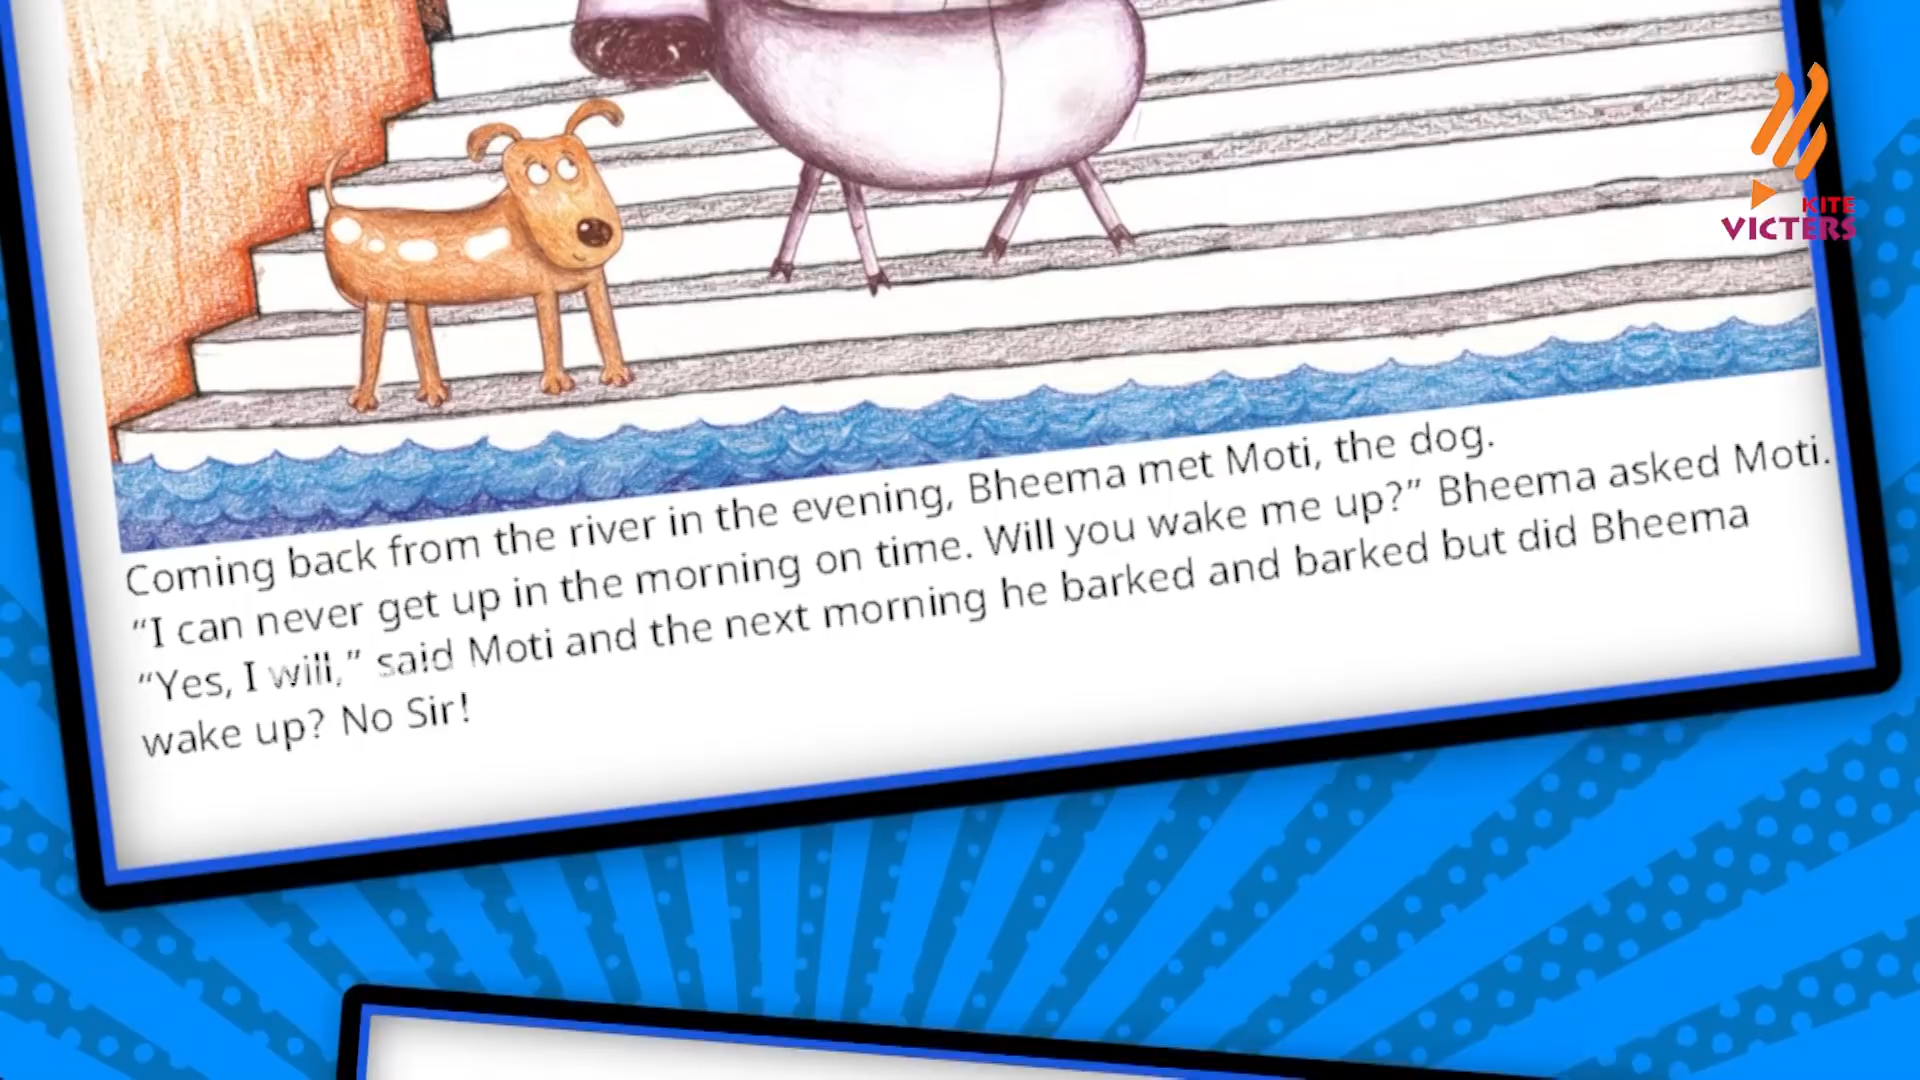 KITE
VICTERS
Coming back from the river in the evening, Bheema met Moti, the dog.
“I can never get up in the morning on time. Will you wake me up?” Bheema asked Moti.
“Yes, I will,” said Moti and the next morning he barked and barked but did Bheema
wake up? No Sir!